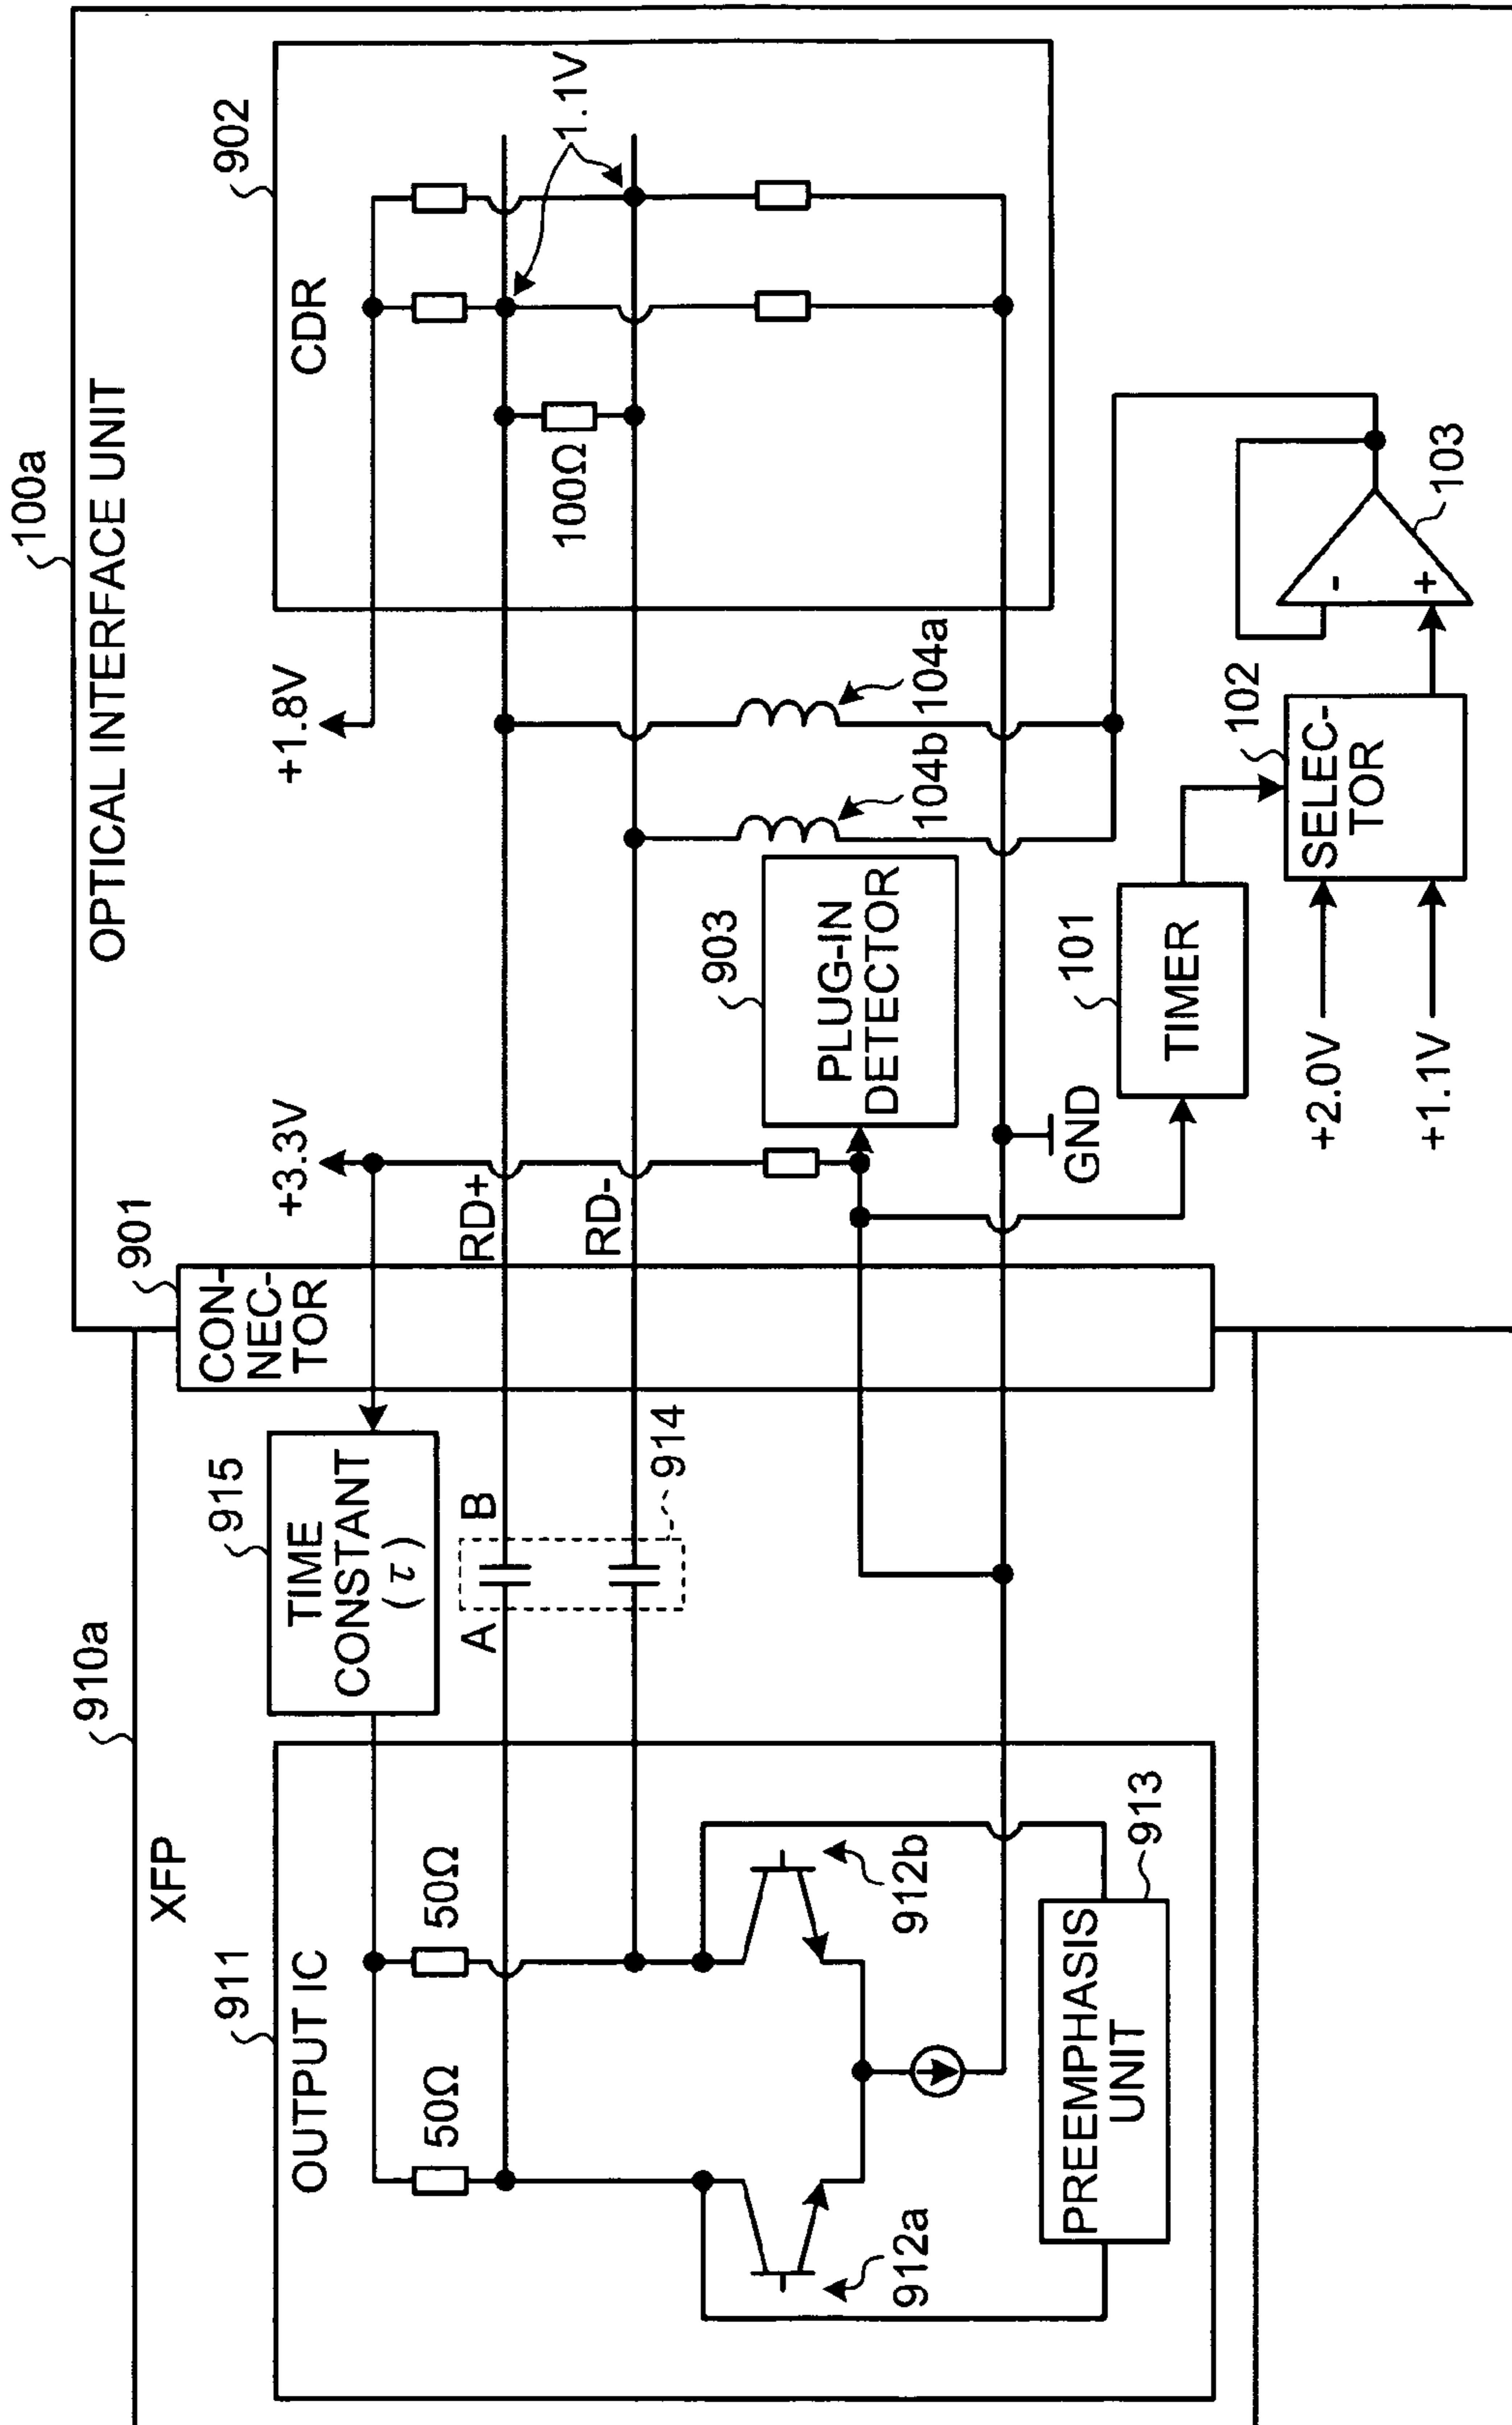 100a
OPTICAL INTERFACE UNIT
910a
XFP
901
CON-
NEC-
TOR
911
OUTPUT IC
50Ω
50Ω
912a
912b
PREEMPHASIS
UNIT
913
915
TIME
CONSTANT
(τ)
A
B
914
+3.3V
RD+
RD-
903
PLUG-IN
DETECTOR
GND
+1.8V
104b
104a
902
CDR
100Ω
1.1V
101
TIMER
+2.0V
+1.1V
102
SELEC-
TOR
-
+
103